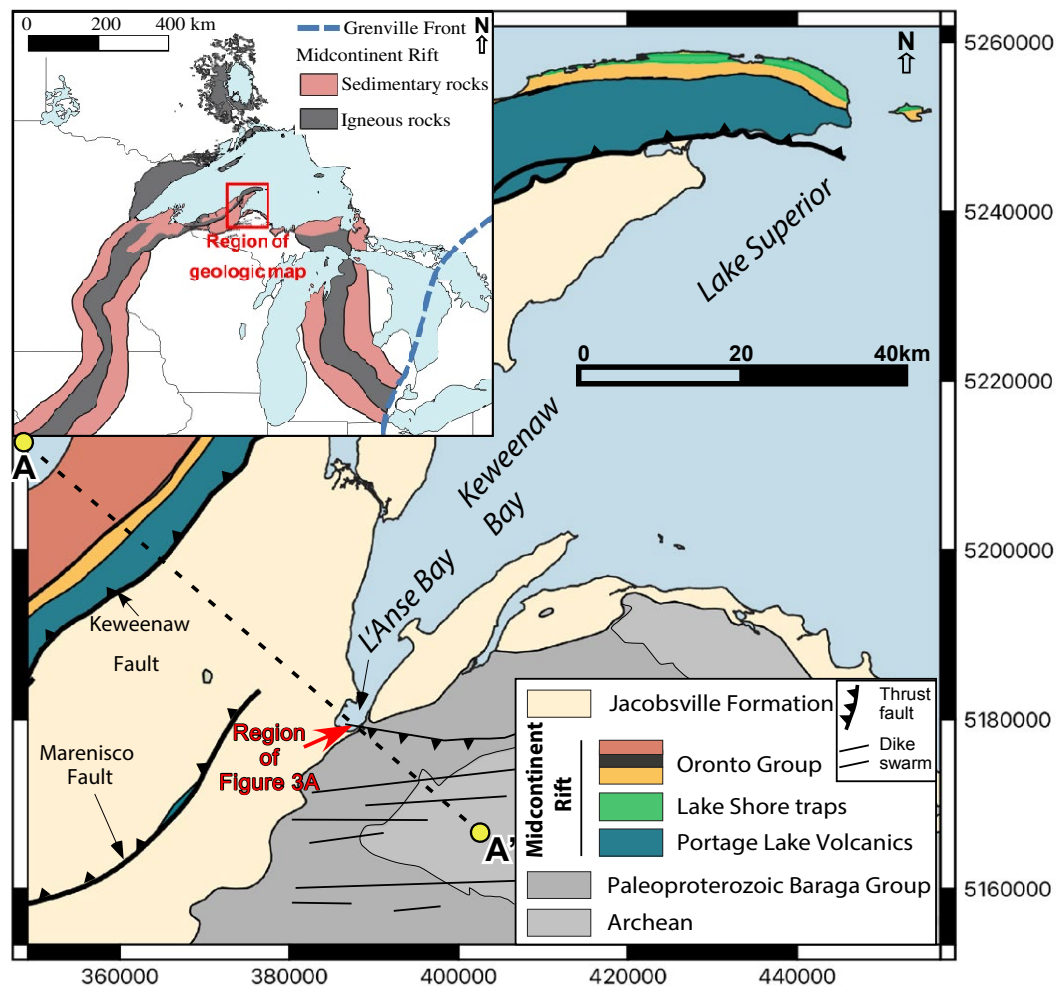 0 200 400 km
Grenville Front
N
Midcontinent Rift
Sedimentary rocks
Igneous rocks
Region of
geologic map
N
5260000
5240000
5220000
5200000
5180000
5160000
Lake Superior
0 20 40km
Keweenaw
Bay
L'Anse Bay
A
Keweenaw
Fault
Marenisco
Fault
Region
of
Figure 3A
A'
Jacobsville Formation
Midcontinent
Rift
Oronto Group
Lake Shore traps
Portage Lake Volcanics
Paleoproterozoic Baraga Group
Archean
Thrust
fault
Dike
swarm
360000 380000 400000 420000 440000